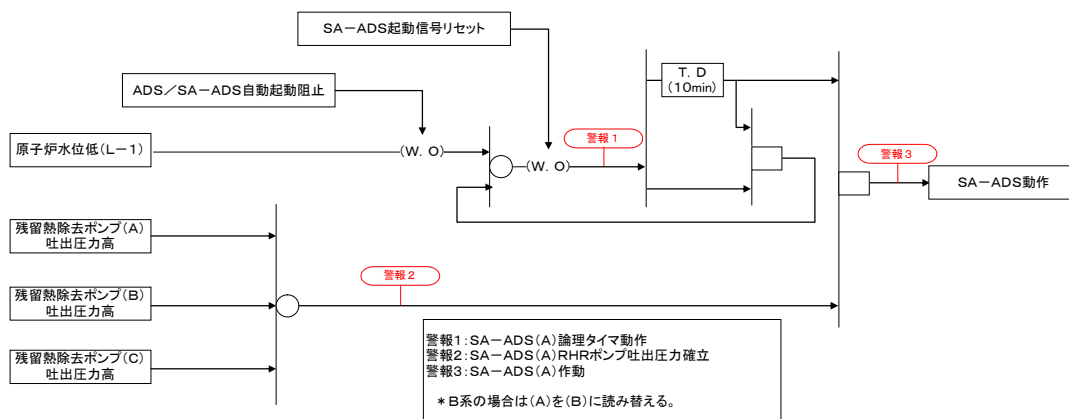 SA－ADS起動信号リセット
ADS／SA－ADS自動起動阻止
T．D
(10min)
原子炉水位低(L－1)
(W．O)
(W．O)
警報1
警報3
SA－ADS動作
残留熱除去ポンプ(A)
吐出圧力高
残留熱除去ポンプ(B)
吐出圧力高
警報2
残留熱除去ポンプ(C)
吐出圧力高
警報1：SA－ADS(A)論理タイマ動作
警報2：SA－ADS(A)RHRポンプ吐出圧力確立
警報3：SA－ADS(A)作動
＊B系の場合は(A)を(B)に読み替える。